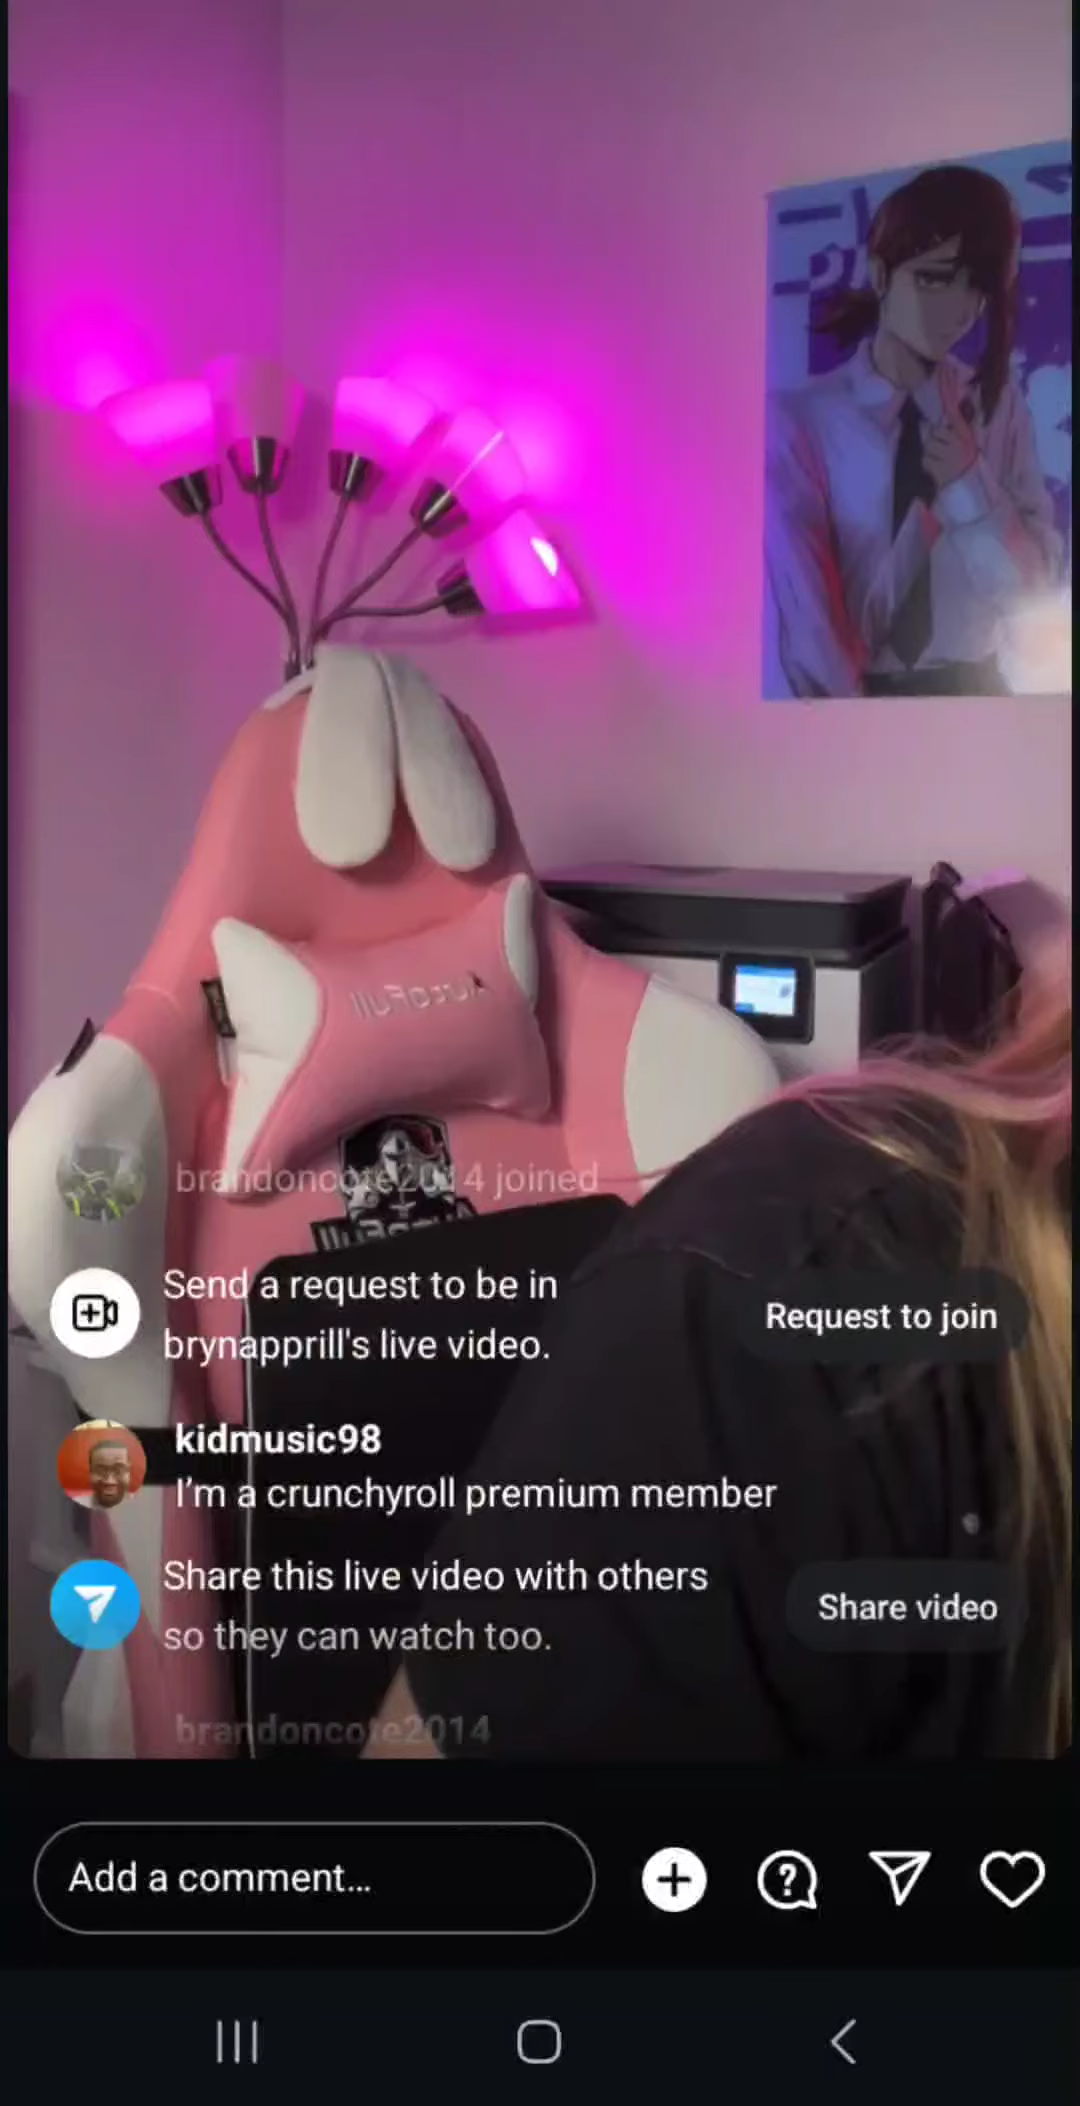 AutoFull
brandoncote2014 joined
Send a request to be in
brynapprill's live video.
Request to join
kidmusic98
I'm a crunchyroll premium member
Share this live video with others
so they can watch too.
Share video
brandoncote2014
Add a comment...